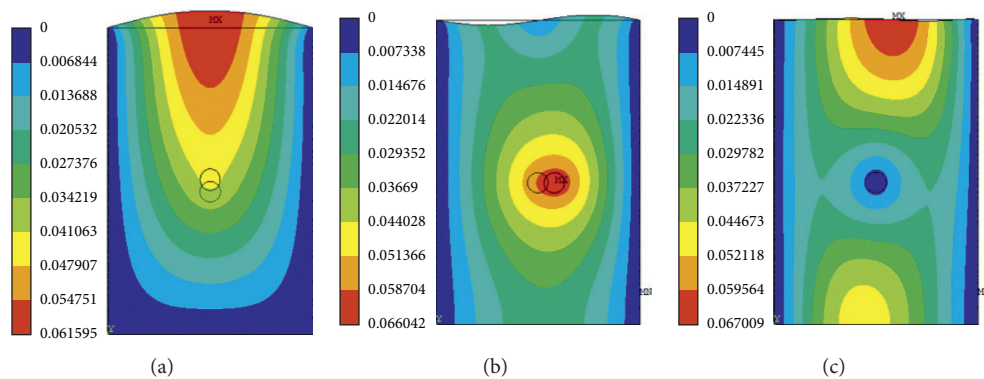 0
0.006844
0.013688
0.020532
0.027376
0.034219
0.041063
0.047907
0.054751
0.061595
MX
Y
(a)
0
0.007338
0.014676
0.022014
0.029352
0.03669
0.044028
0.051366
0.058704
0.066042
MX
MN
Y
(b)
0
0.007445
0.014891
0.022336
0.029782
0.037227
0.044673
0.052118
0.059564
0.067009
MX
M
Y
(c)